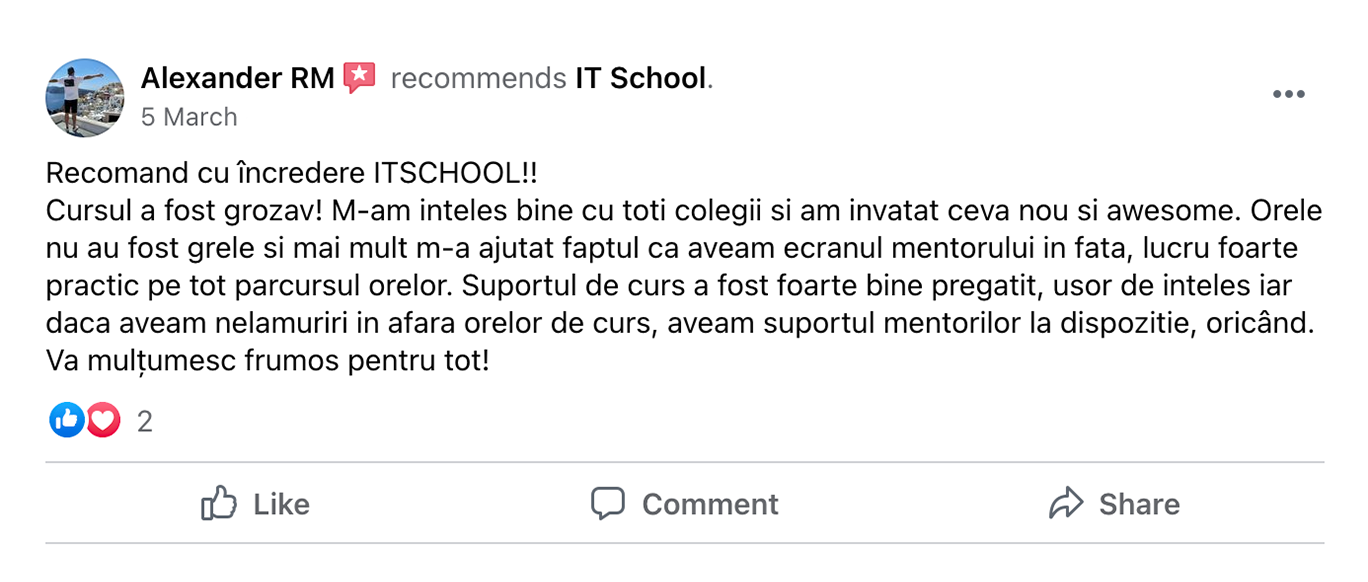 Alexander RM recommends IT School.
5 March
Recomand cu încredere ITSCHOOL!!
Cursul a fost grozav! M-am inteles bine cu toti colegii si am invatat ceva nou si awesome. Orele
nu au fost grele si mai mult m-a ajutat faptul ca aveam ecranul mentorului in fata, lucru foarte
practic pe tot parcursul orelor. Suportul de curs a fost foarte bine pregatit, usor de inteles iar
daca aveam nelamuriri in afara orelor de curs, aveam suportul mentorilor la dispozitie, oricând.
Va mulțumesc frumos pentru tot!
2
Like Comment Share